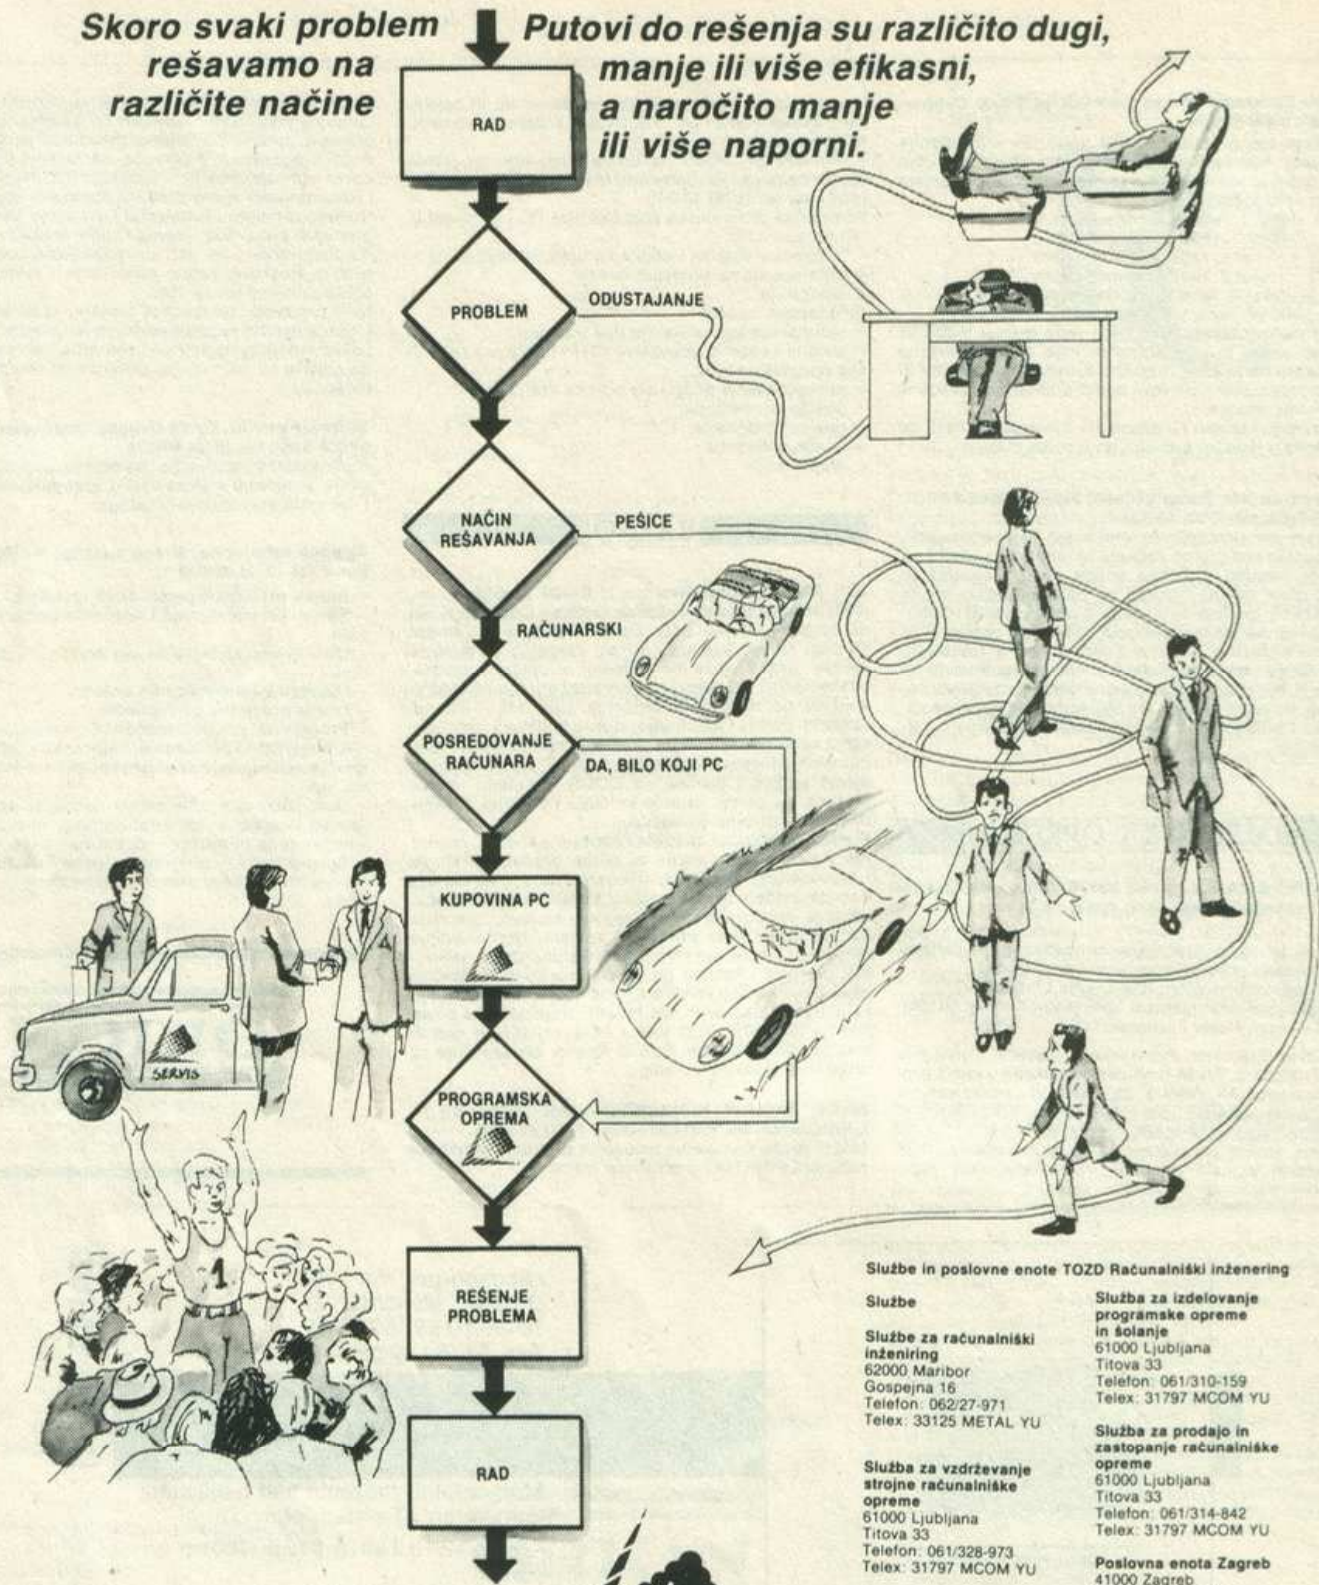 Skoro svaki problem
rešavamo na
različite načine
Putovi do rešenja su različito dugi,
manje ili više efikasni,
a naročito manje
ili više naporni.
RAD
PROBLEM
ODUSTAJANJE
NAČIN
REŠAVANJA
PEŠICE
RAČUNARSKI
POSREDOVANJE
RAČUNARA
DA, BILO KOJI PC
KUPOVINA PC
SERVIS
PROGRAMSKA
OPREMA
1
REŠENJE
PROBLEMA
RAD
Službe in poslovne enote TOZD Računalniški inženering
Službe
Službe za računalniški
inženiring
62000 Maribor
Gospejna 16
Telefon: 062/27-971
Telex: 33125 METAL YU
Služba za vzdrževanje
strojne računalniške
opreme
61000 Ljubljana
Titova 33
Telefon: 061/328-973
Telex: 31797 MCOM YU
Služba za izdelovanje
programske opreme
in šolanje
61000 Ljubljana
Titova 33
Telefon: 061/310-159
Telex: 31797 MCOM YU
Služba za prodajo in
zastopanje računalniške
opreme
61000 Ljubljana
Titova 33
Telefon: 061/314-842
Telex: 31797 MCOM YU
Poslovna enota Zagreb
41000 Zagreb